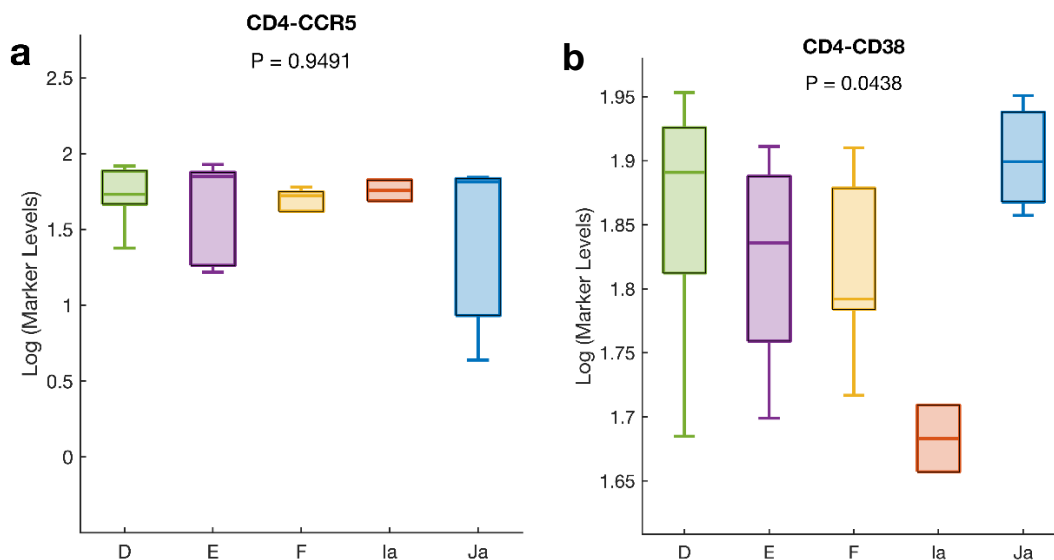 a
CD4-CCR5
P = 0.9491
Log (Marker Levels)
2.5
2
1.5
1
0.5
0
D E F Ia Ja
b
CD4-CD38
P = 0.0438
Log (Marker Levels)
1.95
1.9
1.85
1.8
1.75
1.7
1.65
D E F Ia Ja